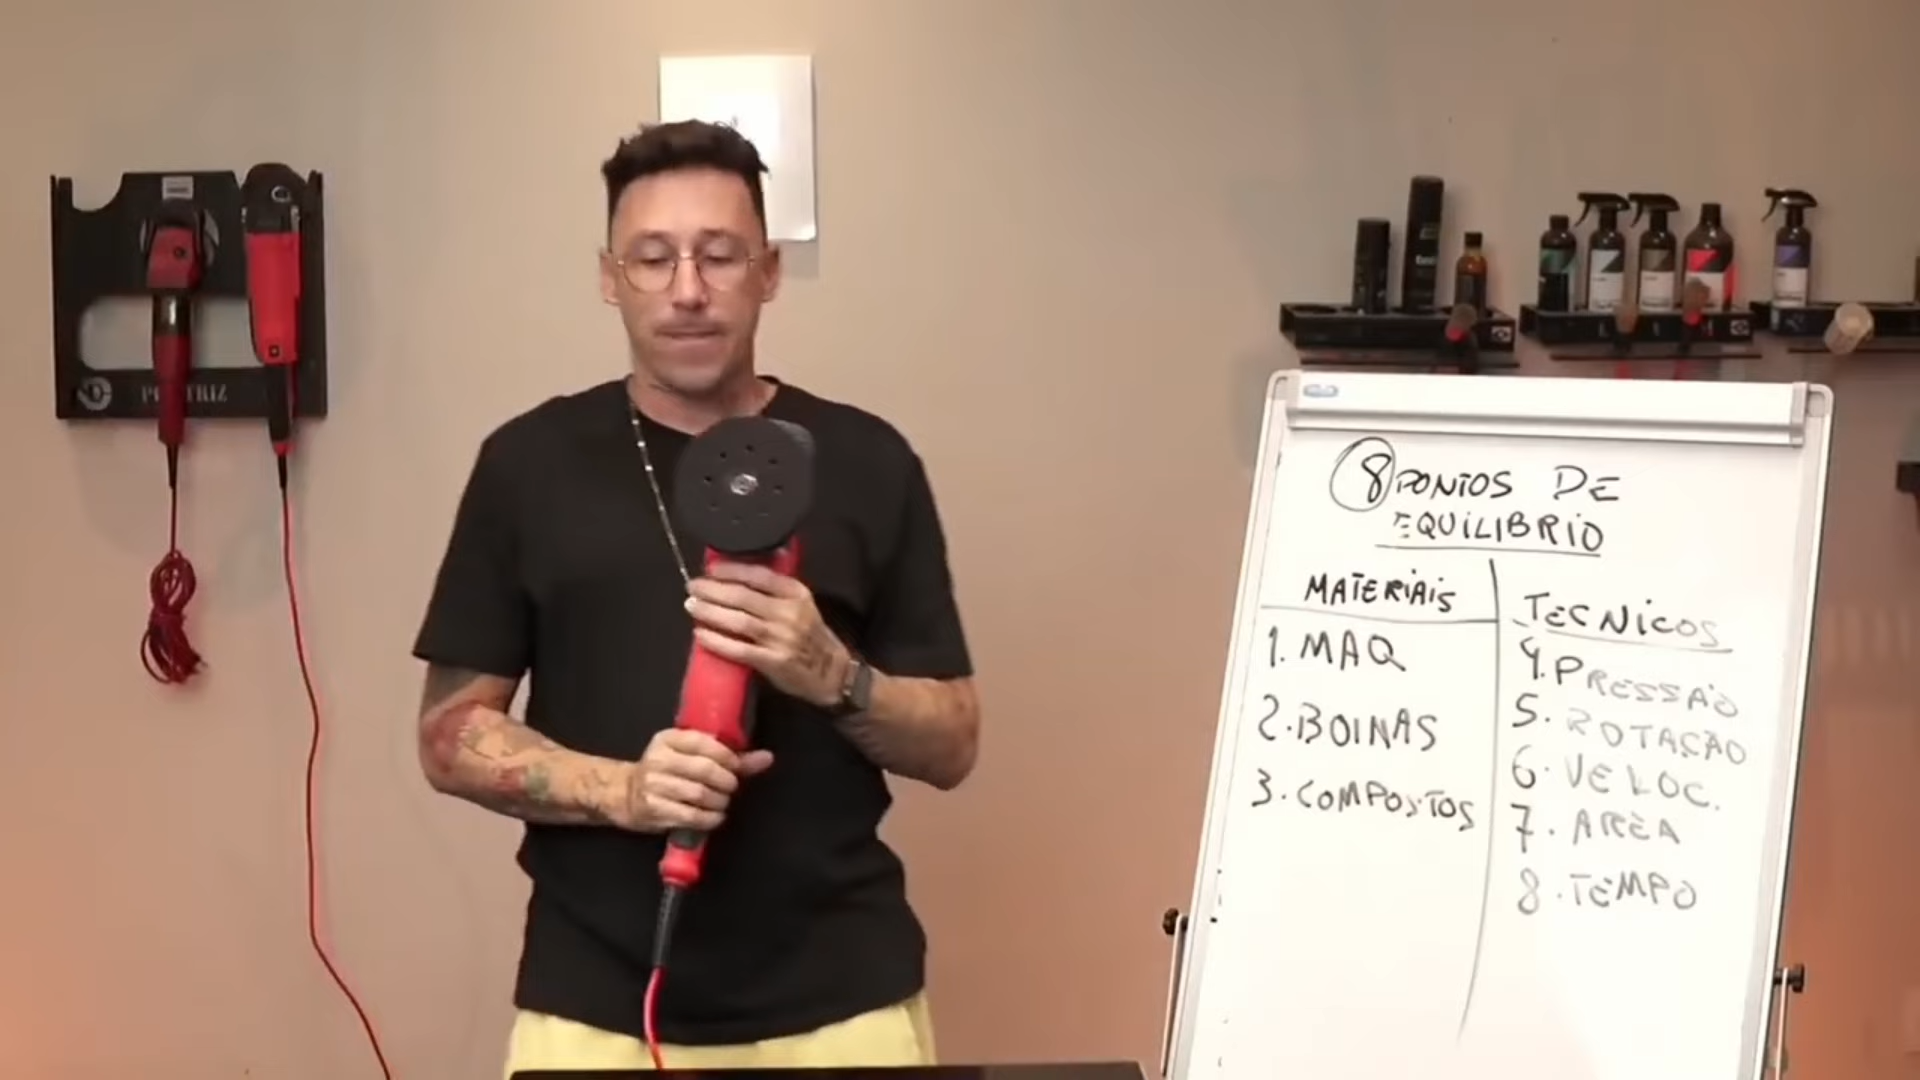 8 PONTOS DE
EQUILIBRIO
MATERIAIS
1. MAQ
2. BOINAS
3. COMPOSTOS
TECNICOS
4. PRESSÃO
5. ROTAÇÃO
6. VELOC.
7. AREA
8. TEMPO